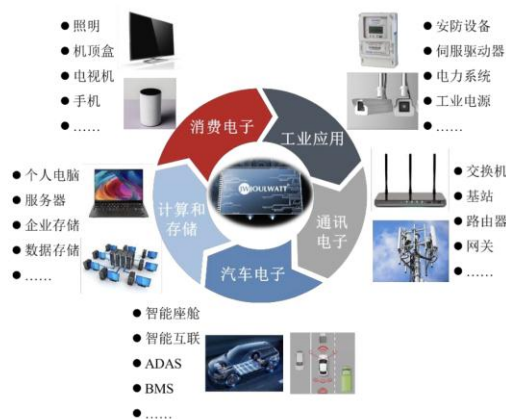 ● 照明
● 机顶盒
● 电视机
● 手机
● ……
● 安防设备
● 伺服驱动器
● 电力系统
● 工业电源
● ……
消费电子
工业应用
● 个人电脑
● 服务器
● 企业存储
● 数据存储
● ……
计算和
存储
JOULWATT
通讯
电子
● 交换机
● 基站
● 路由器
● 网关
● ……
汽车电子
● 智能座舱
● 智能互联
● ADAS
● BMS
● ……